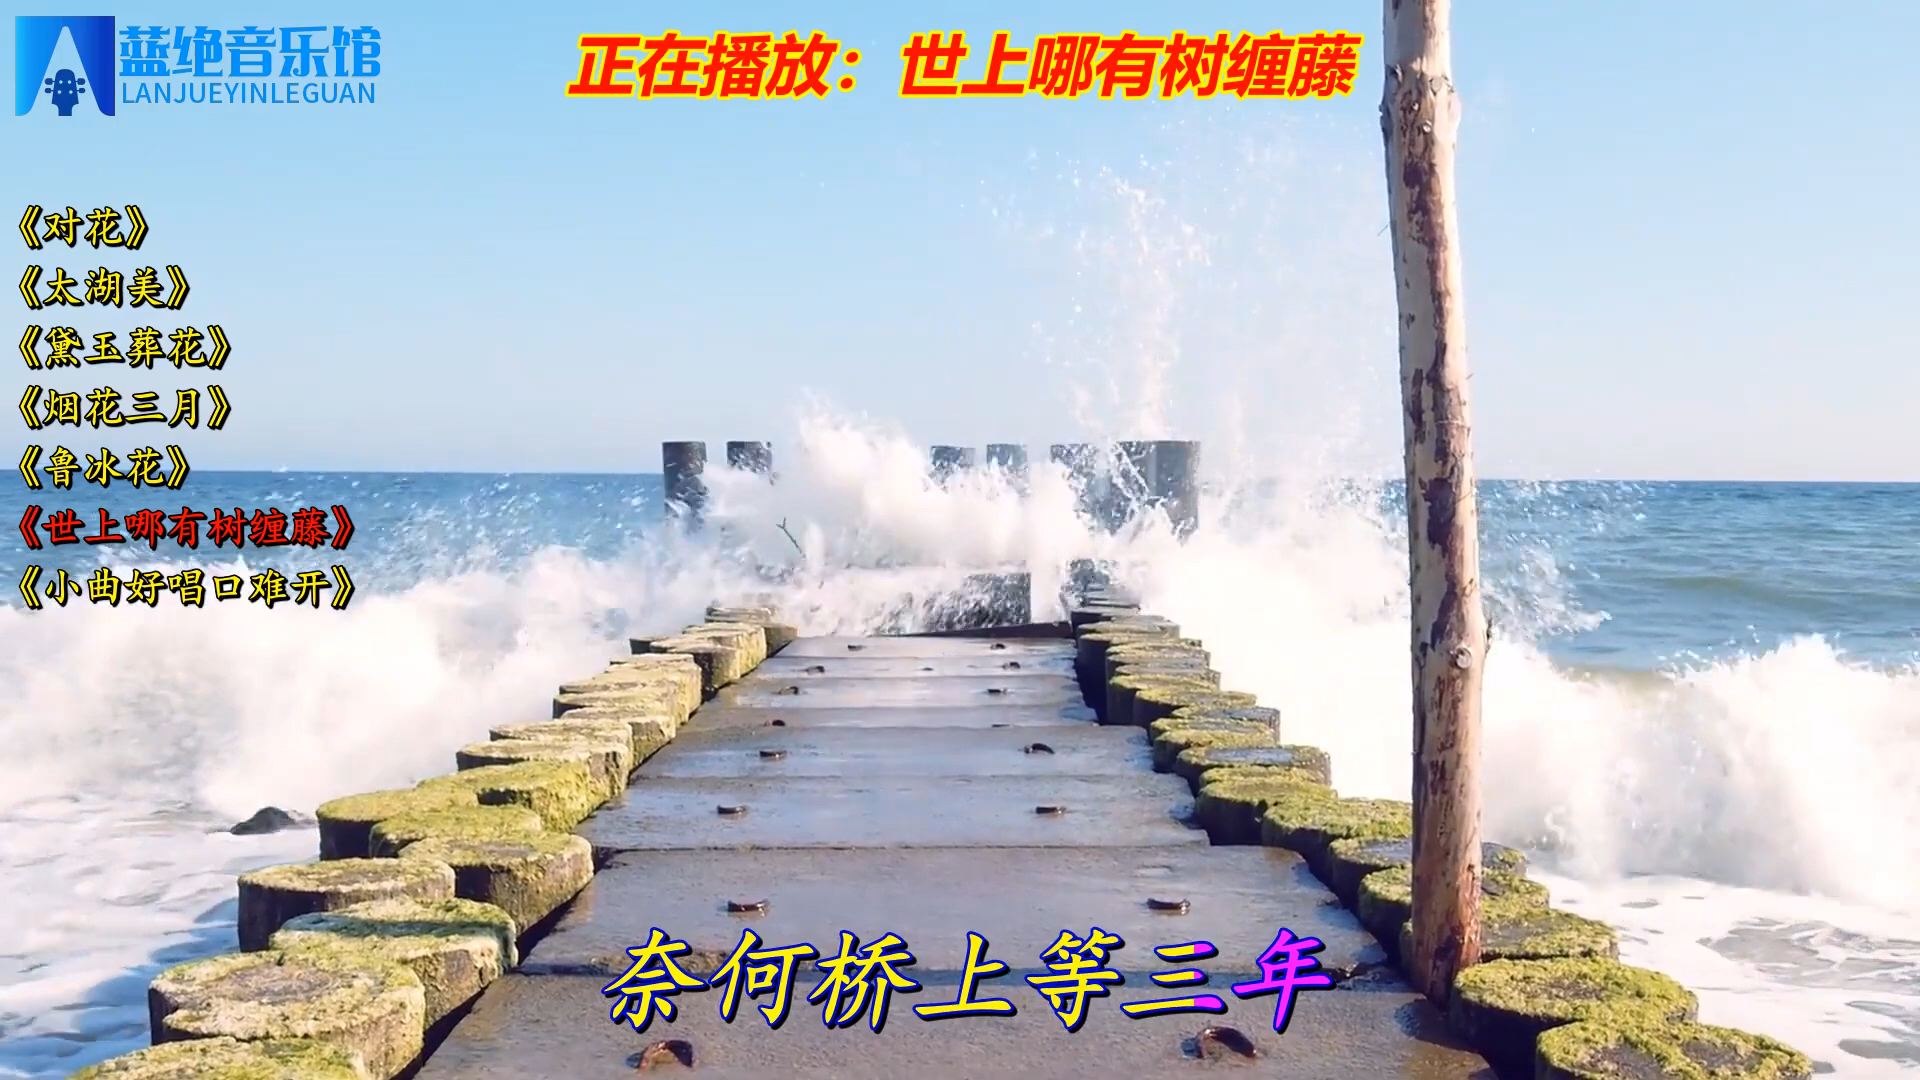 蓝绝音乐馆
LANJUEYINLEGUAN
正在播放：世上哪有树缠藤
《对花》
《太湖美》
《黛玉葬花》
《烟花三月》
《鲁冰花》
《世上哪有树缠藤》
《小曲好唱口难开》
奈何桥上等三年